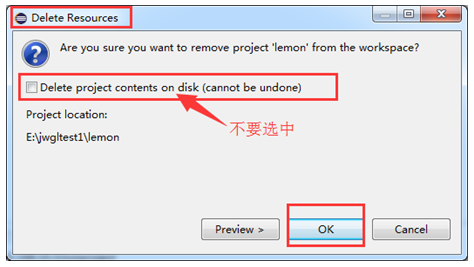 Delete Resources
Are you sure you want to remove project 'lemon' from the workspace?
Delete project contents on disk (cannot be undone)
Project location:
不要选中
E:\jwgltest1\lemon
Preview >
OK
Cancel